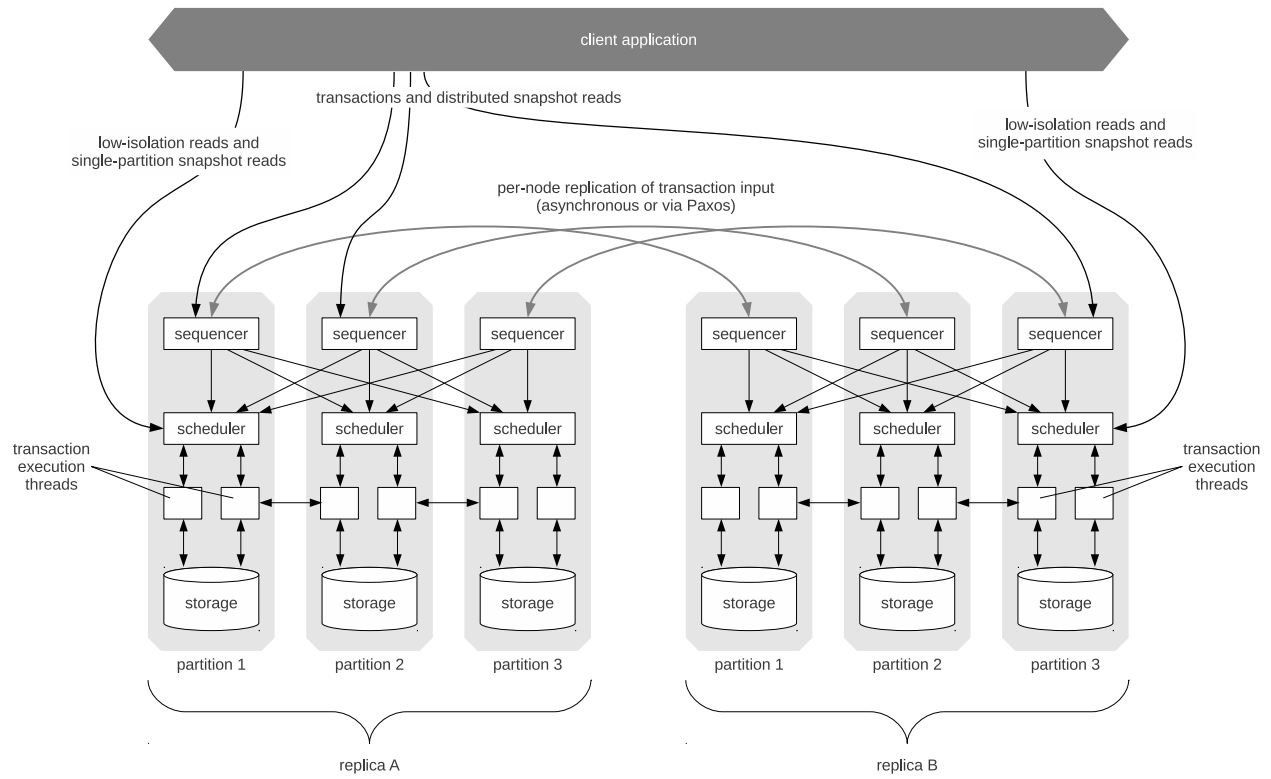 client application
transactions and distributed snapshot reads
low-isolation reads and
single-partition snapshot reads
low-isolation reads and
single-partition snapshot reads
per-node replication of transaction input
(asynchronous or via Paxos)
sequencer
sequencer
sequencer
sequencer
sequencer
sequencer
scheduler
scheduler
scheduler
scheduler
scheduler
scheduler
transaction
execution
threads
transaction
execution
threads
storage
storage
storage
storage
storage
storage
partition 1
partition 2
partition 3
partition 1
partition 2
partition 3
replica A
replica B